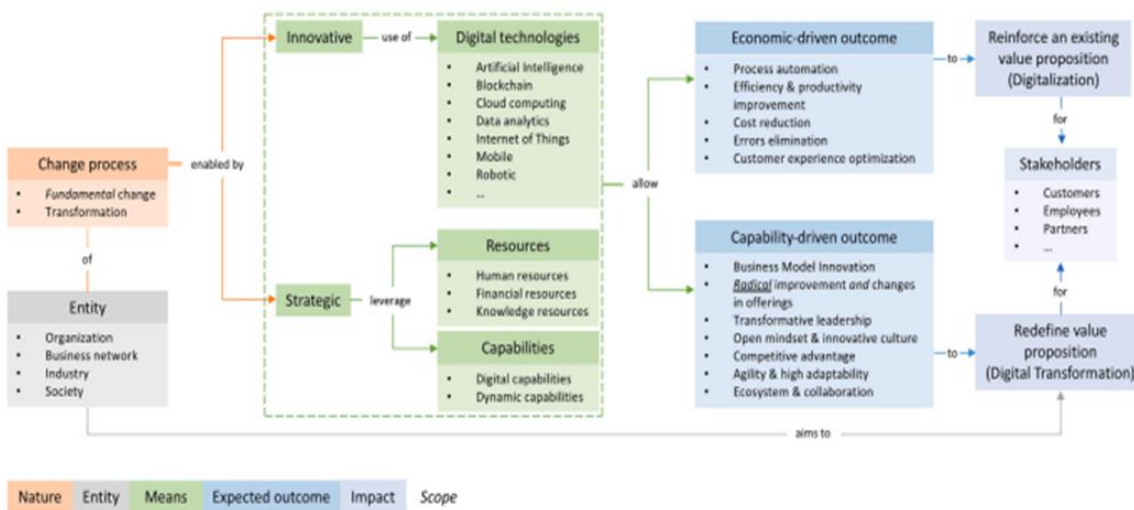 Change process
• Fundamental change
• Transformation
of
Entity
• Organization
• Business network
• Industry
• Society
enabled by
Innovative
use of
Digital technologies
• Artificial Intelligence
• Blockchain
• Cloud computing
• Data analytics
• Internet of Things
• Mobile
• Robotic
• ...
Strategic
leverage
Resources
• Human resources
• Financial resources
• Knowledge resources
Capabilities
• Digital capabilities
• Dynamic capabilities
allow
Economic-driven outcome
• Process automation
• Efficiency & productivity
improvement
• Cost reduction
• Errors elimination
• Customer experience optimization
to
Reinforce an existing
value proposition
(Digitalization)
for
Stakeholders
• Customers
• Employees
• Partners
• ...
Capability-driven outcome
• Business Model Innovation
• Radical improvement and changes
in offerings
• Transformative leadership
• Open mindset & innovative culture
• Competitive advantage
• Agility & high adaptability
• Ecosystem & collaboration
to
for
Redefine value
proposition
(Digital Transformation)
aims to
Nature Entity Means Expected outcome Impact Scope